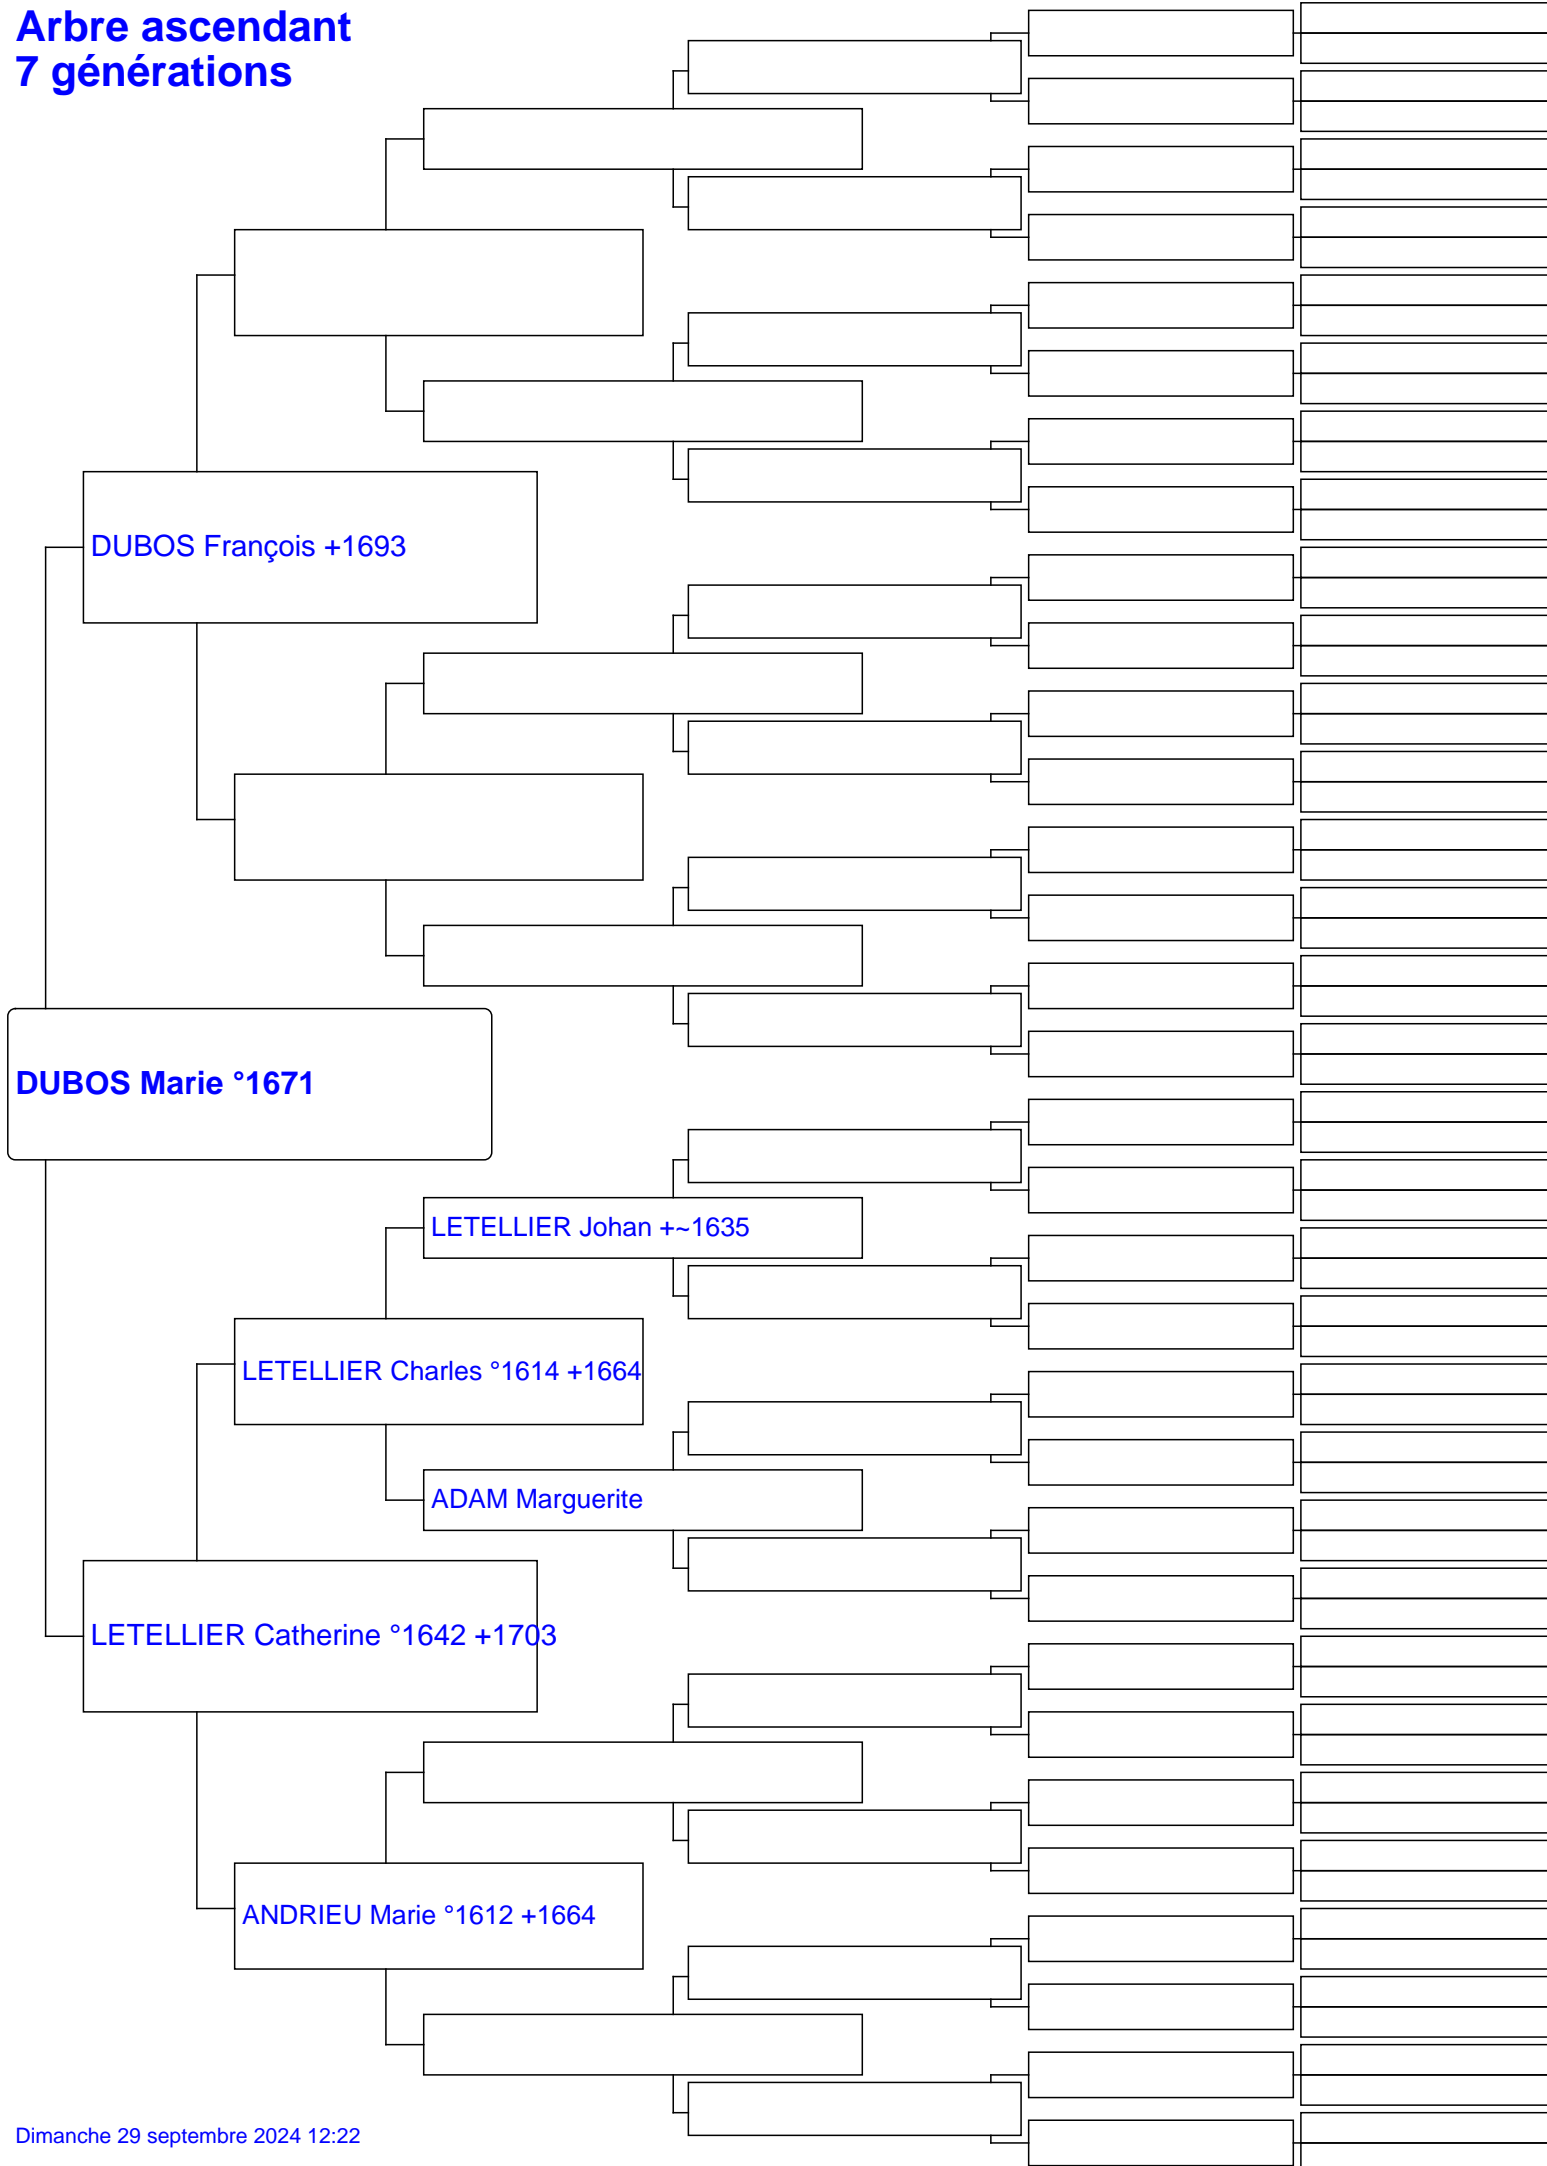 Arbre ascendant
7 générations
DUBOS François +1693
DUBOS Marie °1671
LETELLIER Johan +~1635
LETELLIER Charles °1614 +1664
ADAM Marguerite
LETELLIER Catherine °1642 +1703
ANDRIEU Marie °1612 +1664
Dimanche 29 septembre 2024 12:22